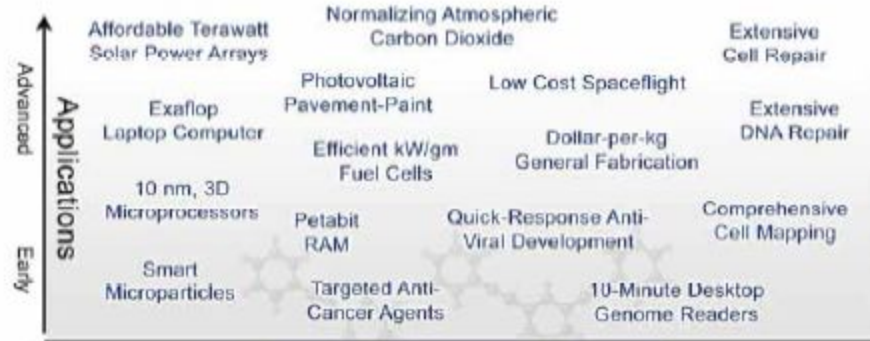 Advanced
Early
Applications
Affordable Terawatt
Solar Power Arrays
Normalizing Atmospheric
Carbon Dioxide
Extensive
Cell Repair
Photovoltaic
Pavement-Paint
Low Cost Spaceflight
Exaflop
Laptop Computer
Extensive
DNA Repair
Efficient kW/gm
Fuel Cells
Dollar-per-kg
General Fabrication
10 nm, 3D
Microprocessors
Petabit
RAM
Quick-Response Anti-
Viral Development
Comprehensive
Cell Mapping
Smart
Microparticles
Targeted Anti-
Cancer Agents
10-Minute Desktop
Genome Readers